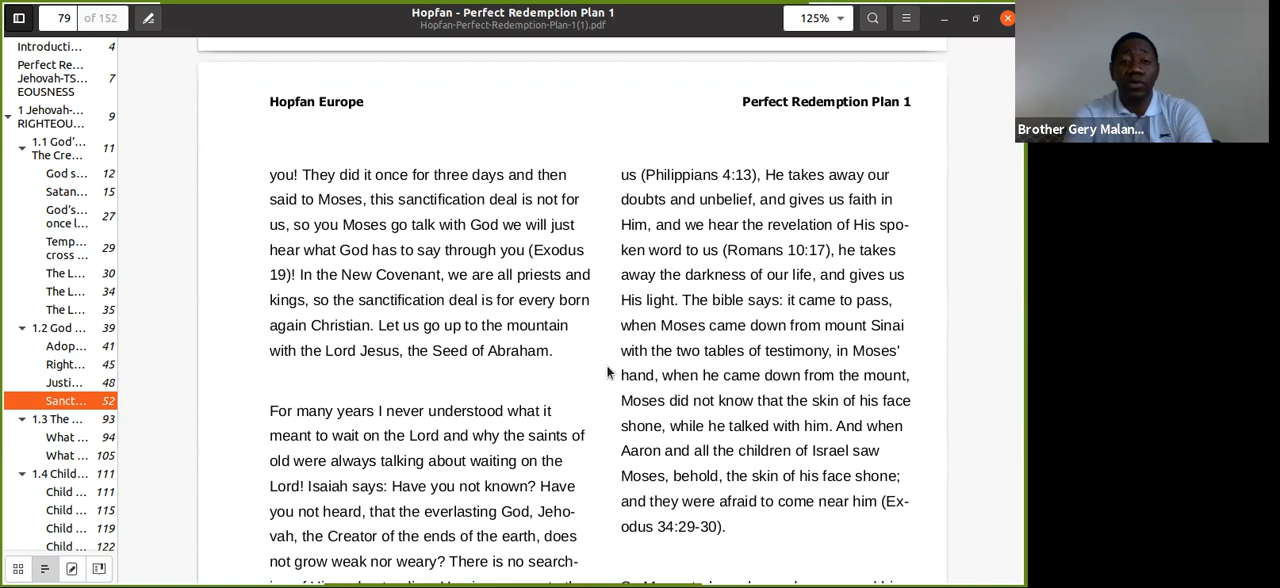 79
of 152
Hopfan - Perfect Redemption Plan 1
Hopfan-Perfect-Redemption-Plan-1(1).pdf
125%
Introducti... 4
Perfect Re...
Jehovah-TS... 7
EOUSNESS
1 Jehovah-... 9
RIGHTEOU...
1.1 God'... 11
The Cre...
God s... 12
Satan... 15
God's... 27
once l...
Temp... 29
cross ...
The L... 30
The L... 34
The L... 35
1.2 God ... 39
Adop... 41
Right... 45
Justi... 48
Sanct... 52
1.3 The ... 93
What ... 94
What ... 105
1.4 Child... 111
Child ... 111
Child ... 115
Child ... 119
Child ... 122
Hopfan Europe
Perfect Redemption Plan 1
you! They did it once for three days and then
said to Moses, this sanctification deal is not for
us, so you Moses go talk with God we will just
hear what God has to say through you (Exodus
19)! In the New Covenant, we are all priests and
kings, so the sanctification deal is for every born
again Christian. Let us go up to the mountain
with the Lord Jesus, the Seed of Abraham.
For many years I never understood what it
meant to wait on the Lord and why the saints of
old were always talking about waiting on the
Lord! Isaiah says: Have you not known? Have
you not heard, that the everlasting God, Jeho-
vah, the Creator of the ends of the earth, does
not grow weak nor weary? There is no search-
us (Philippians 4:13), He takes away our
doubts and unbelief, and gives us faith in
Him, and we hear the revelation of His spo-
ken word to us (Romans 10:17), he takes
away the darkness of our life, and gives us
His light. The bible says: it came to pass,
when Moses came down from mount Sinai
with the two tables of testimony, in Moses'
hand, when he came down from the mount,
Moses did not know that the skin of his face
shone, while he talked with him. And when
Aaron and all the children of Israel saw
Moses, behold, the skin of his face shone;
and they were afraid to come near him (Ex-
odus 34:29-30).
Brother Gery Malan...